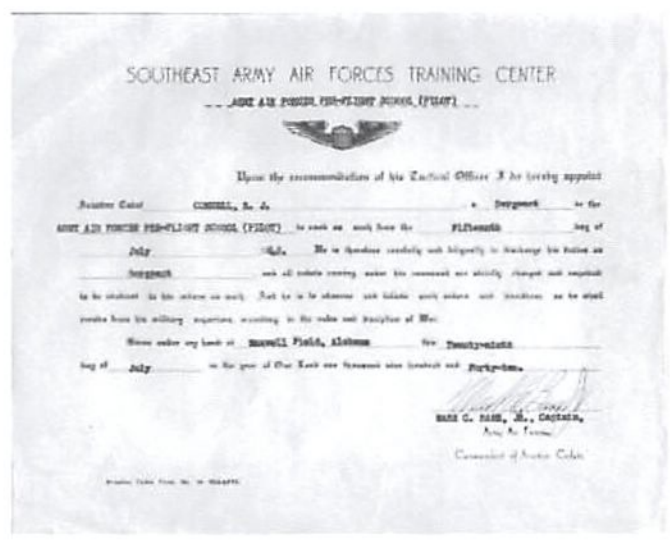 SOUTHEAST ARMY AIR FORCES TRAINING CENTER
ARMY AIR FORCES PRE-FLIGHT SCHOOL (PILOT)
Upon the recommendation of his Tactical Officer I do hereby appoint
Aviation Cadet J. a Sergeant in the
ARMY AIR FORCES PRE-FLIGHT SCHOOL (PILOT) to rank as such from the Fifteenth day of
July He is therefore carefully and diligently to discharge his duties as
Sergeant and all cadets under his command are strictly charged and required
to be obedient to his orders as such. And he is to observe and follow such orders and directions as he shall
receive from his military superiors according to the rules and discipline of War.
Given under my hand at Maxwell Field, Alabama this Twenty-ninth
day of July in the year of Our Lord one thousand nine hundred and Forty-two.
MARK C. JR., Captain,
Army Air Forces
Commandant of Aviation Cadets